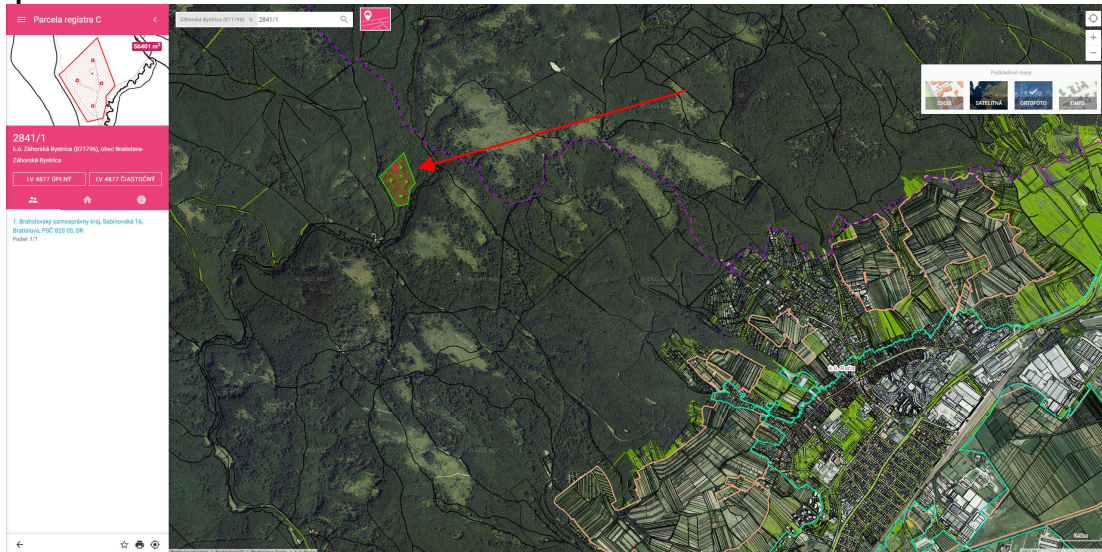 Parcela registra C
56401 m²
2841/1
k.ú. Záhorská Bystrica (871796), obec Bratislava-
Záhorská Bystrica
LV 4877 ÚPLNÝ
LV 4877 ČIASTOČNÝ
1. Bratislavský samosprávny kraj, Sabinovská 16,
Bratislava, PSČ 820 05, SR
Podiel: 1/1
Záhorská Bystrica (871796) × 2841/1
Podkladové mapy
ZBGIS
SATELITNÁ
ORTOFOTO
k.ú. Rača